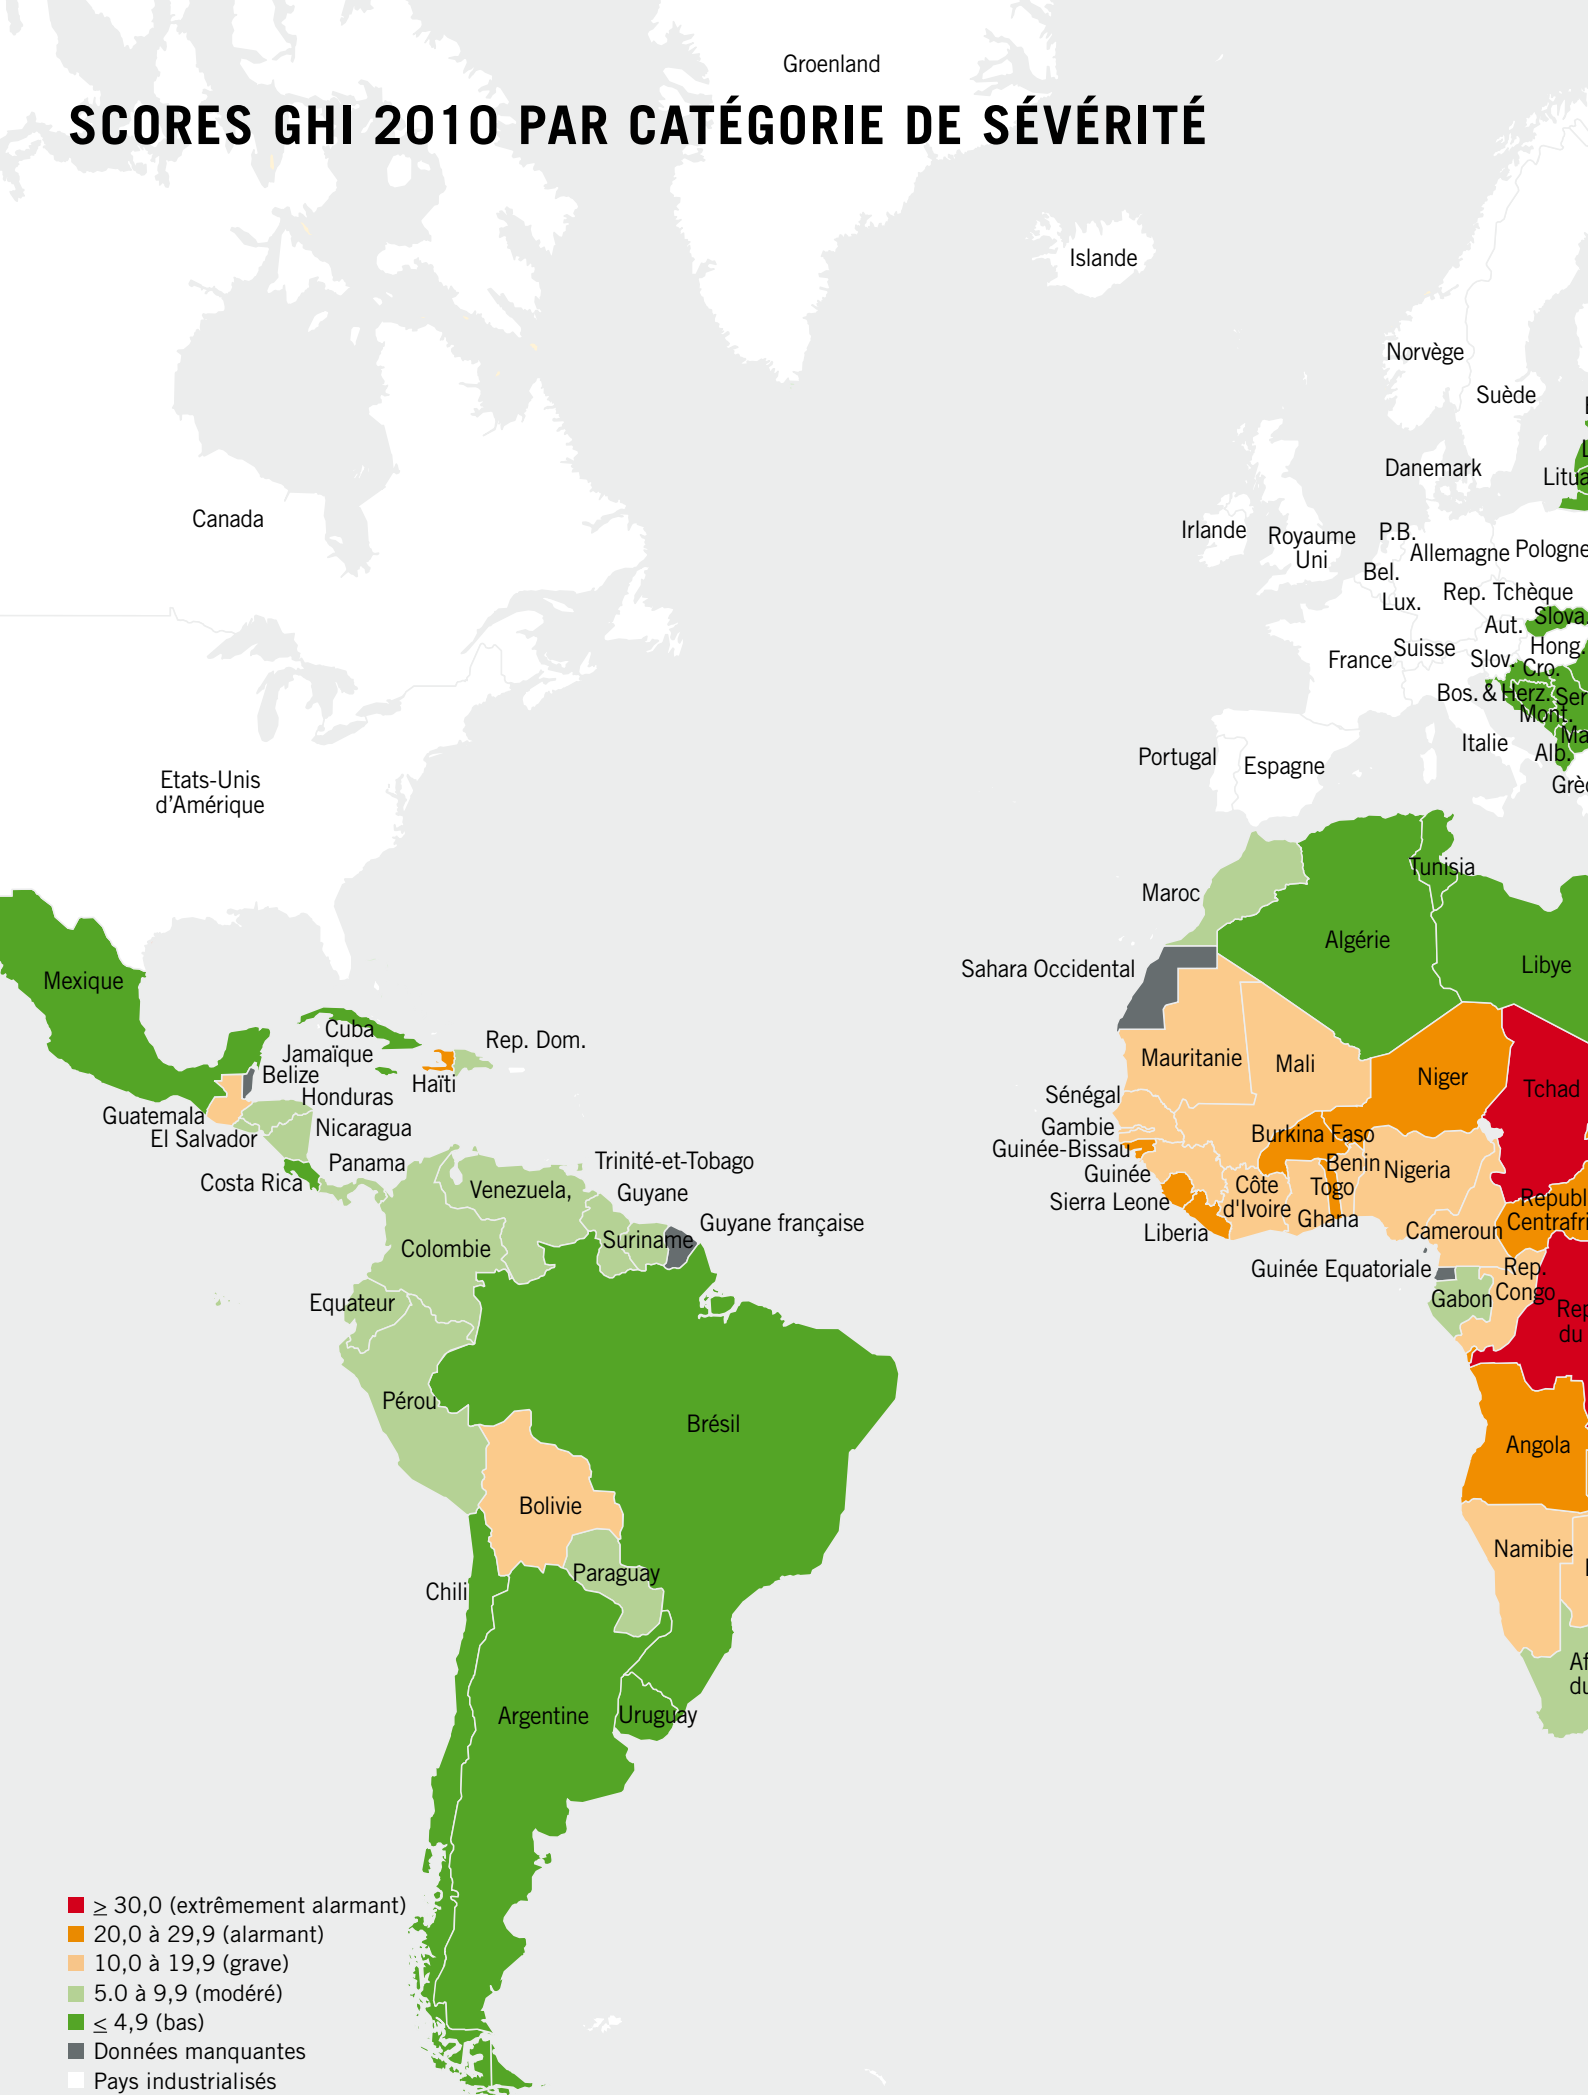 Groenland
SCORES GHI 2010 PAR CATÉGORIE DE SÉVÉRITÉ
Islande
Norvège
Suède
Danemark
Canada
Irlande
Royaume
Uni
P.B.
Allemagne
Pologne
Bel.
Rep. Tchèque
Lux.
Aut.
Slova.
Suisse
Hong.
France
Slov.
Cro.
Bos. & Herz.
Mont.
Italie
Alb.
Portugal
Espagne
Etats-Unis
d'Amérique
Tunisia
Maroc
Algérie
Libye
Sahara Occidental
Mexique
Cuba
Rep. Dom.
Jamaïque
Belize
Haïti
Honduras
Guatemala
Nicaragua
El Salvador
Panama
Costa Rica
Mauritanie
Mali
Niger
Tchad
Sénégal
Gambie
Burkina Faso
Guinée-Bissau
Benin
Nigeria
Guinée
Côte
d'Ivoire
Togo
Sierra Leone
Ghana
Liberia
Cameroun
Trinité-et-Tobago
Venezuela,
Guyane
Guyane française
Suriname
Colombie
Guinée Equatoriale
Rep.
Congo
Gabon
Equateur
du
Pérou
Brésil
Angola
Bolivie
Namibie
Paraguay
Chili
Argentine
Uruguay
≥ 30,0 (extrêmement alarmant)
20,0 à 29,9 (alarmant)
10,0 à 19,9 (grave)
5.0 à 9,9 (modéré)
≤ 4,9 (bas)
Données manquantes
Pays industrialisés